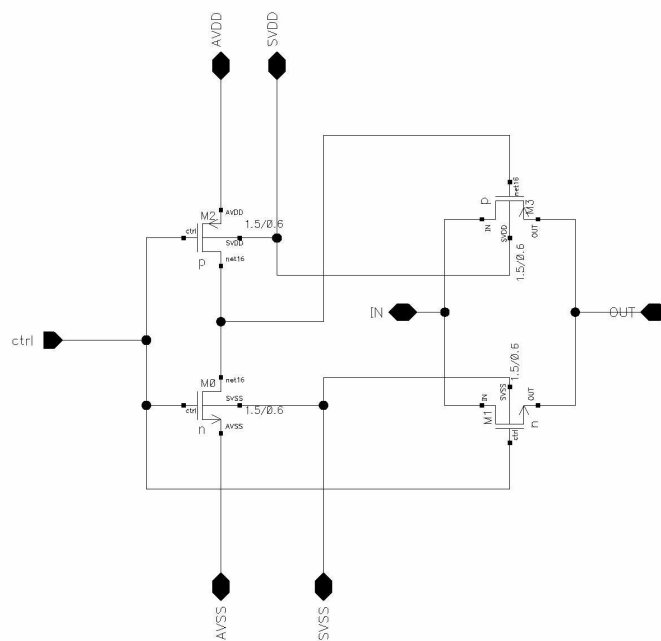 AVDD
SVDD
M2
AVDD
1.5/0.6
ctrl
SVDD
p
net16
p
net16
M3
IN
SVDD
OUT
1.5/0.6
IN
OUT
ctrl
M0
net16
ctrl
SVSS
1.5/0.6
n
AVSS
1.5/0.6
SVSS
IN
OUT
M1
ctrl
n
AVSS
SVSS